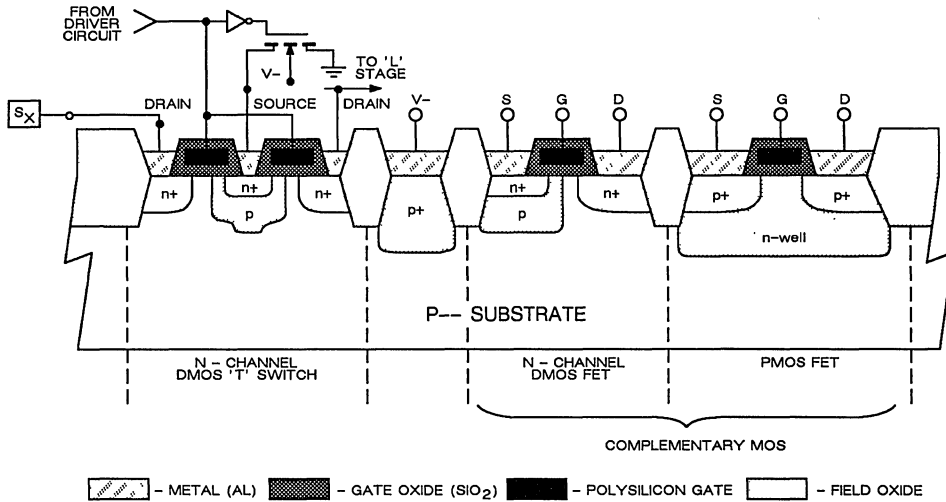 FROM
DRIVER
CIRCUIT
V-
TO 'L'
STAGE
SX
DRAIN
SOURCE
DRAIN
V-
S
G
D
S
G
D
n+
n+
p
n+
p+
n+
p
n+
p+
p+
n-well
P-- SUBSTRATE
N - CHANNEL
DMOS 'T' SWITCH
N - CHANNEL
DMOS FET
PMOS FET
COMPLEMENTARY MOS
- METAL (AL)
- GATE OXIDE (SIO2)
- POLYSILICON GATE
- FIELD OXIDE